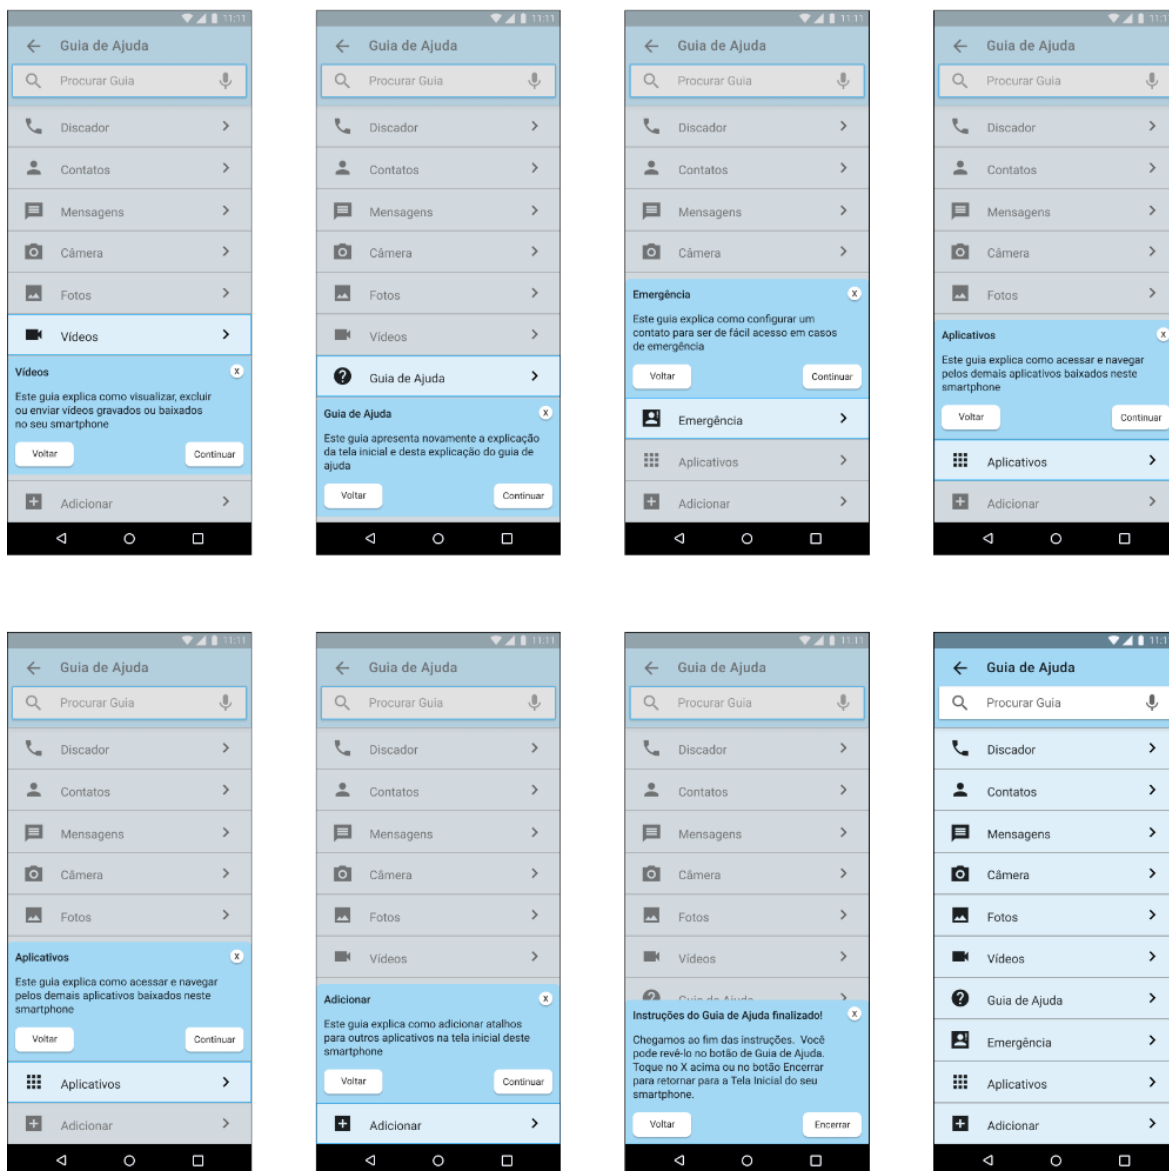 11:11
Guia de Ajuda
Procurar Guia
Discador
Contatos
Mensagens
Câmera
Fotos
Vídeos
Vídeos
X
Este guia explica como visualizar, excluir
ou enviar vídeos gravados ou baixados
no seu smartphone
Voltar
Continuar
Adicionar
11:11
Guia de Ajuda
Procurar Guia
Discador
Contatos
Mensagens
Câmera
Fotos
Vídeos
Guia de Ajuda
Guia de Ajuda
X
Este guia apresenta novamente a explicação
da tela inicial e desta explicação do guia de
ajuda
Voltar
Continuar
11:11
Guia de Ajuda
Procurar Guia
Discador
Contatos
Mensagens
Câmera
Emergência
X
Este guia explica como configurar um
contato para ser de fácil acesso em casos
de emergência
Voltar
Continuar
Emergência
Aplicativos
Adicionar
11:11
Guia de Ajuda
Procurar Guia
Discador
Contatos
Mensagens
Câmera
Fotos
Aplicativos
X
Este guia explica como acessar e navegar
pelos demais aplicativos baixados neste
smartphone
Voltar
Continuar
Aplicativos
Adicionar
11:11
Guia de Ajuda
Procurar Guia
Discador
Contatos
Mensagens
Câmera
Fotos
Aplicativos
X
Este guia explica como acessar e navegar
pelos demais aplicativos baixados neste
smartphone
Voltar
Continuar
Aplicativos
Adicionar
11:11
Guia de Ajuda
Procurar Guia
Discador
Contatos
Mensagens
Câmera
Fotos
Vídeos
Adicionar
X
Este guia explica como adicionar atalhos
para outros aplicativos na tela inicial deste
smartphone
Voltar
Continuar
Adicionar
11:11
Guia de Ajuda
Procurar Guia
Discador
Contatos
Mensagens
Câmera
Fotos
Vídeos
Guia de Ajuda
Instruções do Guia de Ajuda finalizado!
X
Chegamos ao fim das instruções. Você
pode revê-lo no botão de Guia de Ajuda.
Toque no X acima ou no botão Encerrar
para retornar para a Tela Inicial do seu
smartphone.
Voltar
Encerrar
11:1
Guia de Ajuda
Procurar Guia
Discador
Contatos
Mensagens
Câmera
Fotos
Vídeos
Guia de Ajuda
Emergência
Aplicativos
Adicionar